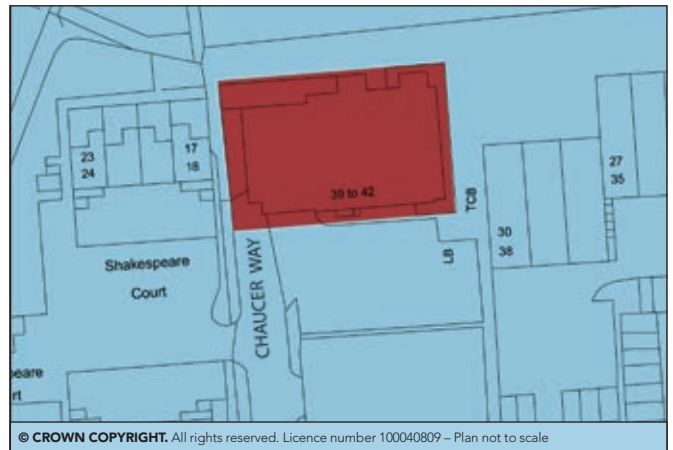 23
24
17
18
39 to 42
TCB
27
35
30
38
LB
Shakespeare
Court
CHAUCER WAY
peare
rt
© CROWN COPYRIGHT. All rights reserved. Licence number 100040809 – Plan not to scale